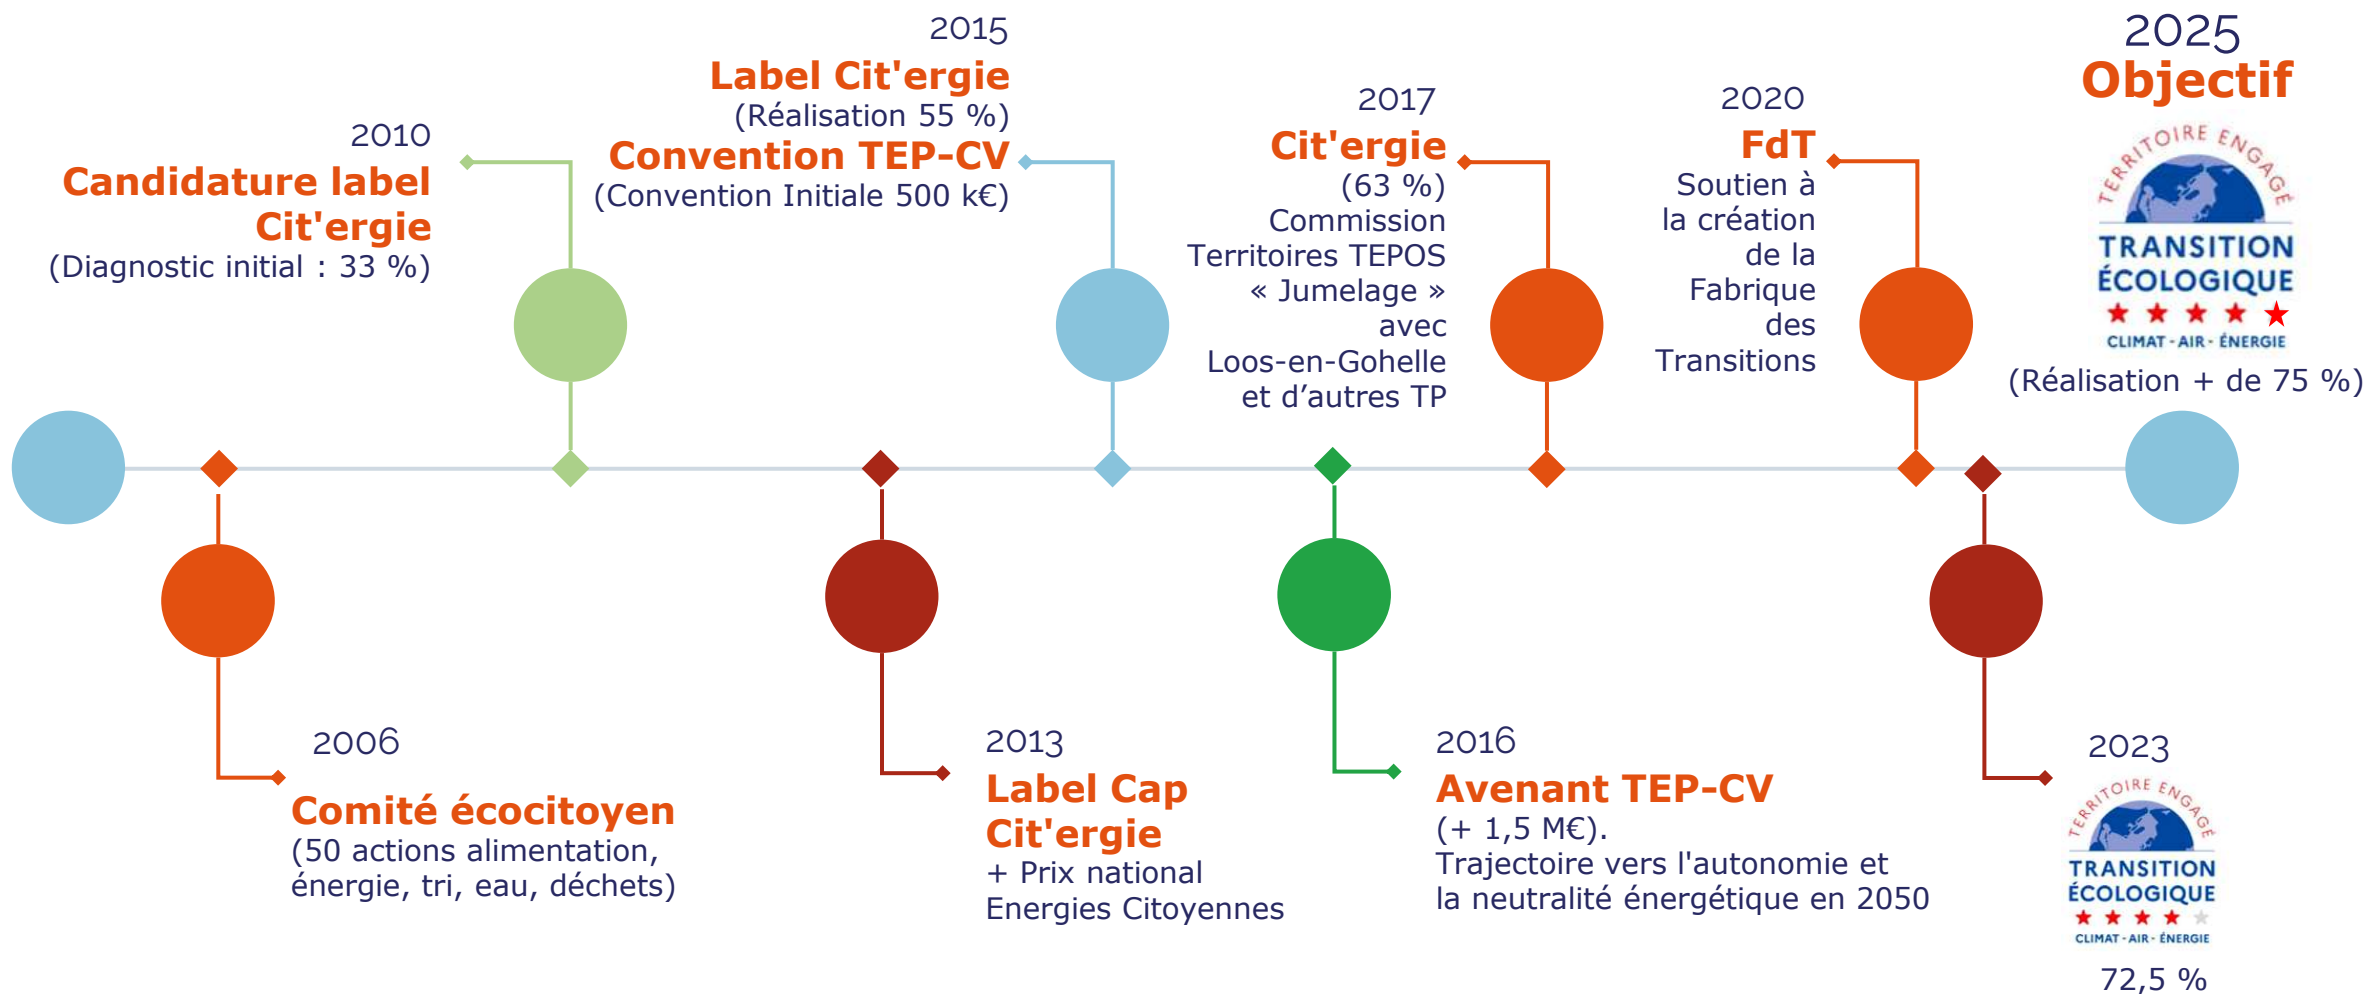 2006
Comité écocitoyen
(50 actions alimentation,
énergie, tri, eau, déchets)
2010
Candidature label
Cit'ergie
(Diagnostic initial : 33 %)
2013
Label Cap
Cit'ergie
+ Prix national
Energies Citoyennes
2015
Label Cit'ergie
(Réalisation 55 %)
Convention TEP-CV
(Convention Initiale 500 k€)
2016
Avenant TEP-CV
(+ 1,5 M€).
Trajectoire vers l'autonomie et
la neutralité énergétique en 2050
2017
Cit'ergie
(63 %)
Commission
Territoires TEPOS
« Jumelage »
avec
Loos-en-Gohelle
et d’autres TP
2020
FdT
Soutien à
la création
de la
Fabrique
des
Transitions
2023
TERRITOIRE ENGAGÉ
TRANSITION
ÉCOLOGIQUE
CLIMAT - AIR - ÉNERGIE
72,5 %
2025
Objectif
TERRITOIRE ENGAGÉ
TRANSITION
ÉCOLOGIQUE
CLIMAT - AIR - ÉNERGIE
(Réalisation + de 75 %)